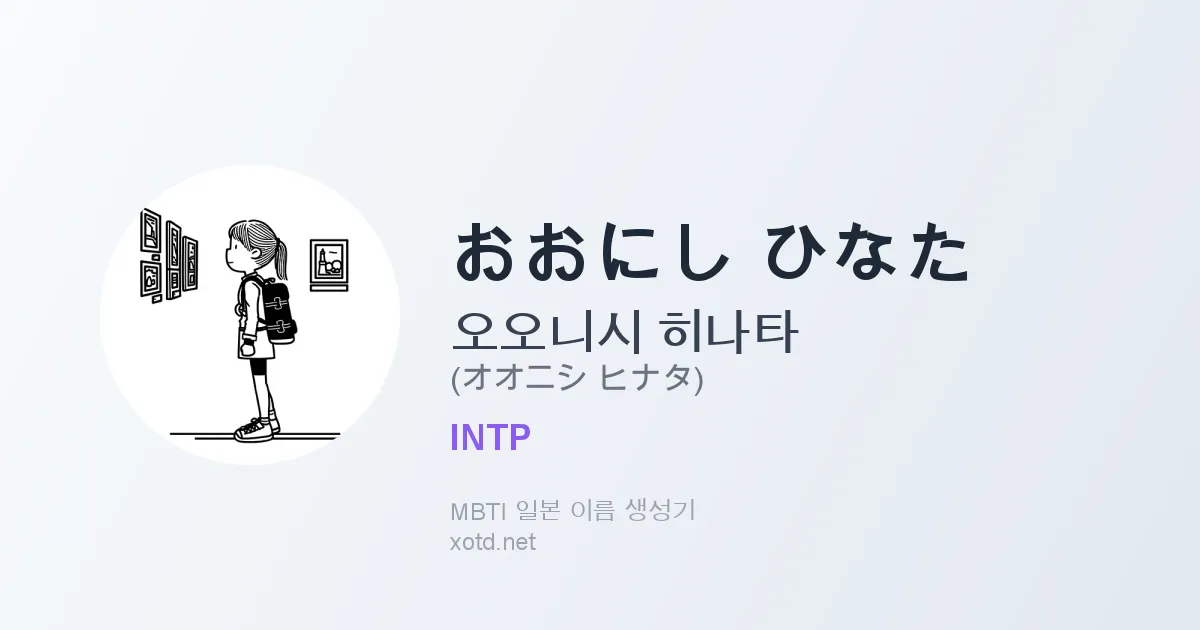 おおにし ひなた
오오니시 히나타
(オオニシ ヒナタ)
INTP
MBTI 일본 이름 생성기
xotd.net